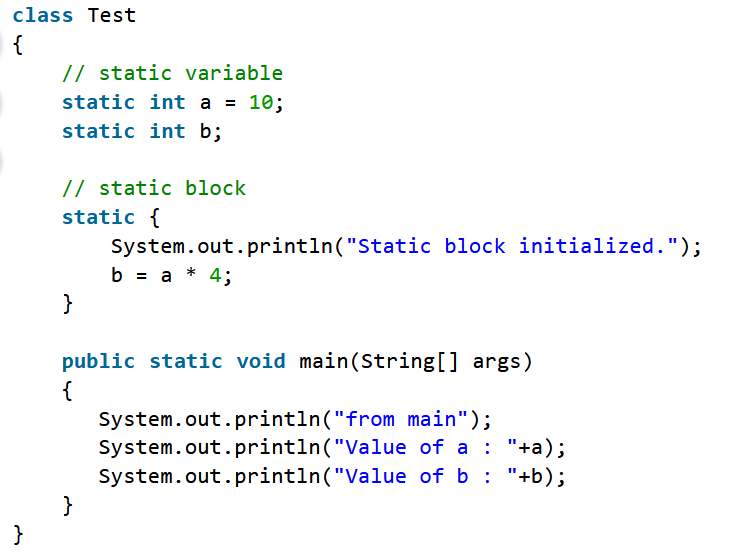 class Test
{
    // static variable
    static int a = 10;
    static int b;

    // static block
    static {
        System.out.println("Static block initialized.");
        b = a * 4;
    }

    public static void main(String[] args)
    {
       System.out.println("from main");
       System.out.println("Value of a : "+a);
       System.out.println("Value of b : "+b);
    }
}